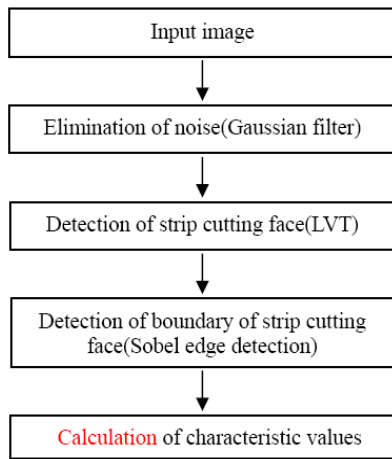 Input image
Elimination of noise(Gaussian filter)
Detection of strip cutting face(LVT)
Detection of boundary of strip cutting
face(Sobel edge detection)
Calculation of characteristic values